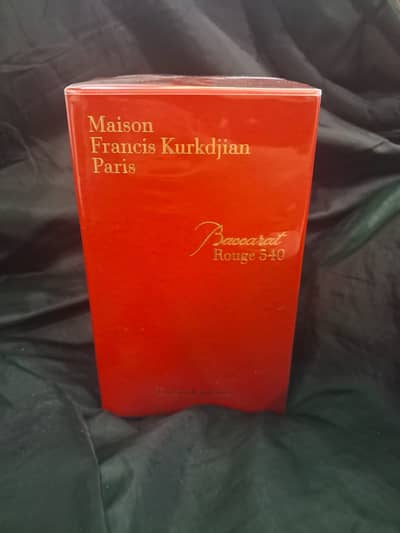 Maison
Francis Kurkdjian
Paris
Baccarat
Rouge 540